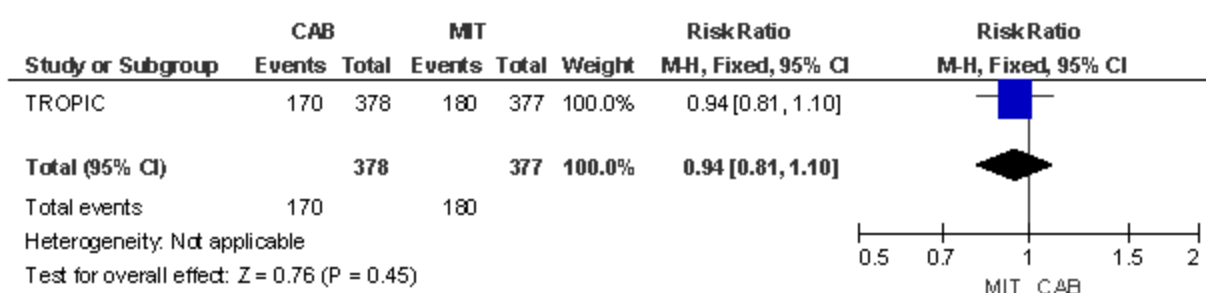 CAB MIT Risk Ratio Risk Ratio
Study or Subgroup Events Total Events Total Weight M-H, Fixed, 95% CI M-H, Fixed, 95% CI
TROPIC 170 378 180 377 100.0% 0.94 [0.81, 1.10]
Total (95% CI) 378 377 100.0% 0.94 [0.81, 1.10]
Total events 170 180
Heterogeneity: Not applicable
Test for overall effect: Z = 0.76 (P = 0.45)
0.5 0.7 1 1.5 2
MIT CAB